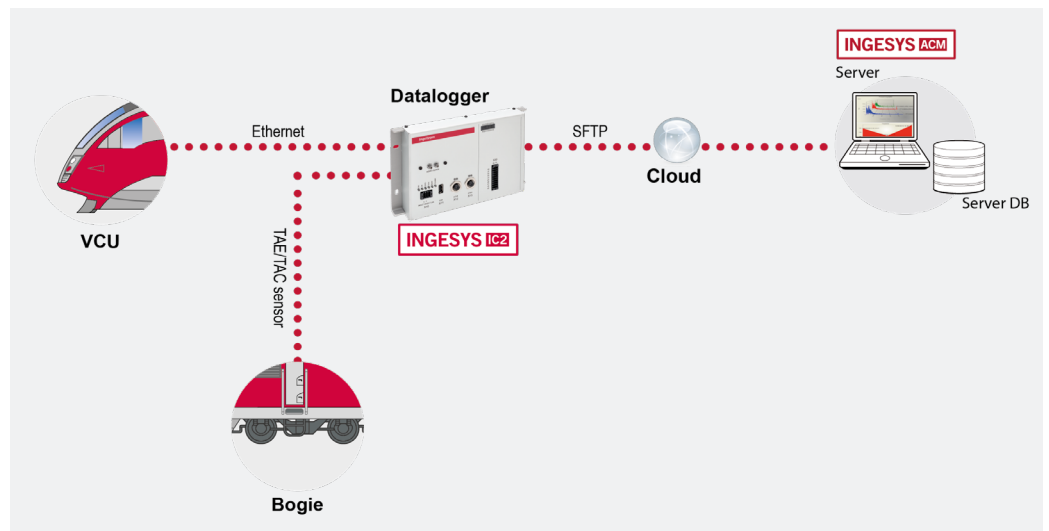 INGESYS ACM
Server
Datalogger
Ethernet
SFTP
Cloud
Server DB
VCU
INGESYS IC2
TAE/TAC sensor
Bogie